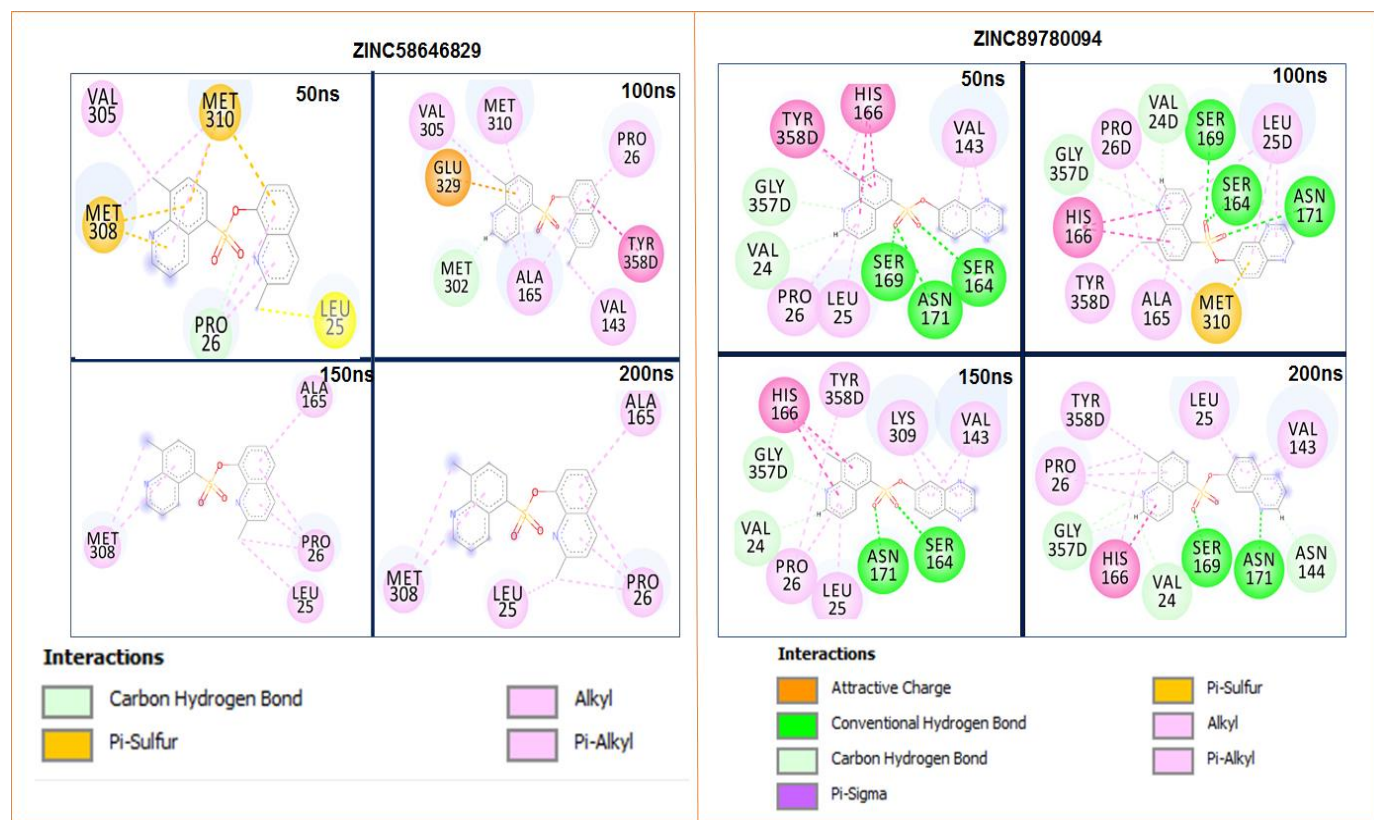 ZINC58646829
50ns
VAL
305
MET
310
MET
308
O
S
O
O
N
N
PRO
26
LEU
25
100ns
VAL
305
MET
310
PRO
26
GLU
329
MET
302
ALA
165
TYR
358D
VAL
143
150ns
ALA
165
MET
308
PRO
26
LEU
25
200ns
ALA
165
MET
308
LEU
25
PRO
26
Interactions
Carbon Hydrogen Bond
Alkyl
Pi-Sulfur
Pi-Alkyl
ZINC89780094
50ns
HIS
166
TYR
358D
VAL
143
GLY
357D
VAL
24
SER
169
SER
164
PRO
26
LEU
25
ASN
171
100ns
VAL
24D
SER
169
PRO
26D
LEU
25D
GLY
357D
SER
164
ASN
171
HIS
166
TYR
358D
ALA
165
MET
310
150ns
TYR
358D
HIS
166
LYS
309
VAL
143
GLY
357D
VAL
24
PRO
26
LEU
25
ASN
171
SER
164
200ns
TYR
358D
LEU
25
VAL
143
PRO
26
GLY
357D
HIS
166
VAL
24
SER
169
ASN
171
ASN
144
Interactions
Attractive Charge
Pi-Sulfur
Conventional Hydrogen Bond
Alkyl
Carbon Hydrogen Bond
Pi-Alkyl
Pi-Sigma